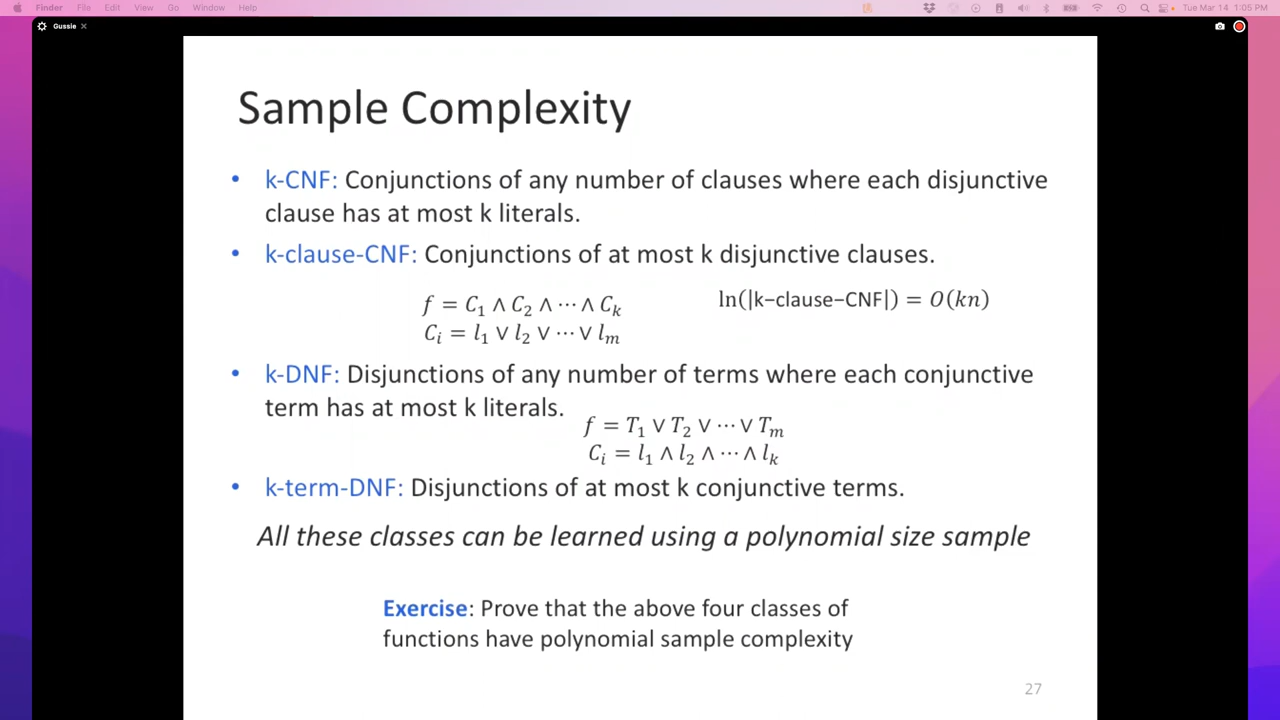 Finder File Edit View Go Window Help Tue Mar 14 1:05 PM
Gussie ×
Sample Complexity
• k-CNF: Conjunctions of any number of clauses where each disjunctive
clause has at most k literals.
• k-clause-CNF: Conjunctions of at most k disjunctive clauses.
f = C₁ ∧ C₂ ∧ ⋯ ∧ Cₖ
ln(|k−clause−CNF|) = O(kn)
Cᵢ = l₁ ∨ l₂ ∨ ⋯ ∨ lₘ
• k-DNF: Disjunctions of any number of terms where each conjunctive
term has at most k literals.
f = T₁ ∨ T₂ ∨ ⋯ ∨ Tₘ
Cᵢ = l₁ ∧ l₂ ∧ ⋯ ∧ lₖ
• k-term-DNF: Disjunctions of at most k conjunctive terms.
All these classes can be learned using a polynomial size sample
Exercise: Prove that the above four classes of
functions have polynomial sample complexity
27